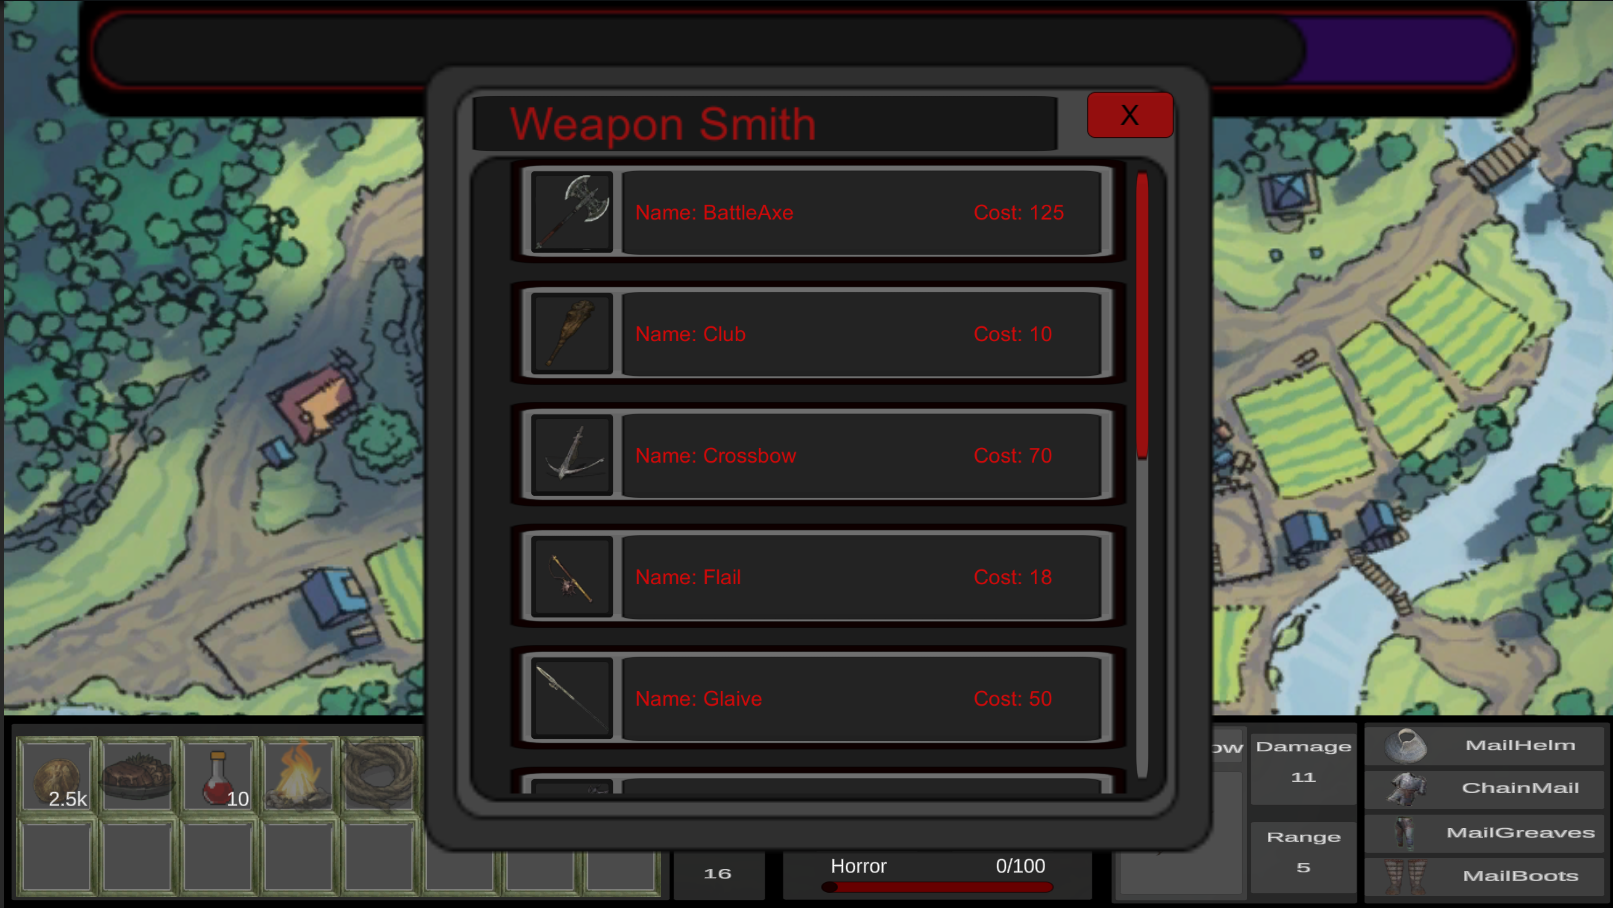 Weapon Smith
X
Name: BattleAxe Cost: 125
Name: Club Cost: 10
Name: Crossbow Cost: 70
Name: Flail Cost: 18
Name: Glaive Cost: 50
2.5k
10
16
Horror 0/100
ow
Damage
11
Range
5
MailHelm
ChainMail
MailGreaves
MailBoots